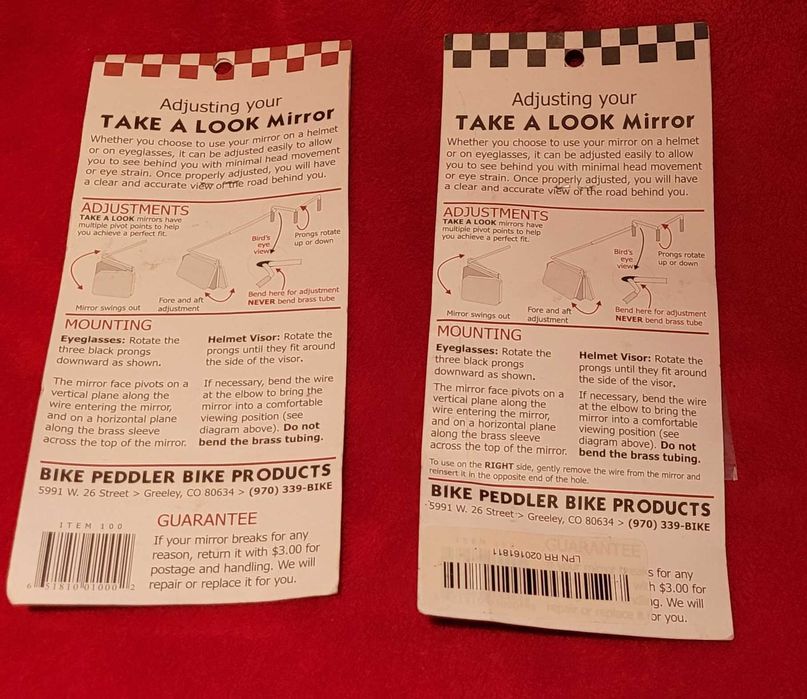 Adjusting your
TAKE A LOOK Mirror
Whether you choose to use your mirror on a helmet
or on eyeglasses, it can be adjusted easily to allow
you to see behind you with minimal head movement
or eye strain. Once properly adjusted, you will have
a clear and accurate view of the road behind you.
ADJUSTMENTS
TAKE A LOOK mirrors have
multiple pivot points to help
you achieve a perfect fit.
Bird's
eye
view
Prongs rotate
up or down
Mirror swings out
Fore and aft
adjustment
Bend here for adjustment
NEVER bend brass tube
MOUNTING
Eyeglasses: Rotate the
three black prongs
downward as shown.
The mirror face pivots on a
vertical plane along the
wire entering the mirror,
and on a horizontal plane
along the brass sleeve
across the top of the mirror.
Helmet Visor: Rotate the
prongs until they fit around
the side of the visor.
If necessary, bend the wire
at the elbow to bring the
mirror into a comfortable
viewing position (see
diagram above). Do not
bend the brass tubing.
BIKE PEDDLER BIKE PRODUCTS
5991 W. 26 Street > Greeley, CO 80634 > (970) 339-BIKE
ITEM 100
6 51810 01000 2
GUARANTEE
If your mirror breaks for any
reason, return it with $3.00 for
postage and handling. We will
repair or replace it for you.
Adjusting your
TAKE A LOOK Mirror
Whether you choose to use your mirror on a helmet
or on eyeglasses, it can be adjusted easily to allow
you to see behind you with minimal head movement
or eye strain. Once properly adjusted, you will have
a clear and accurate view of the road behind you.
ADJUSTMENTS
TAKE A LOOK mirrors have
multiple pivot points to help
you achieve a perfect fit.
Bird's
eye
view
Prongs rotate
up or down
Mirror swings out
Fore and aft
adjustment
Bend here for adjustment
NEVER bend brass tube
MOUNTING
Eyeglasses: Rotate the
three black prongs
downward as shown.
The mirror face pivots on a
vertical plane along the
wire entering the mirror,
and on a horizontal plane
along the brass sleeve
across the top of the mirror.
Helmet Visor: Rotate the
prongs until they fit around
the side of the visor.
If necessary, bend the wire
at the elbow to bring the
mirror into a comfortable
viewing position (see
diagram above). Do not
bend the brass tubing.
To use on the RIGHT side, gently remove the wire from the mirror and
reinsert it in the opposite end of the hole.
BIKE PEDDLER BIKE PRODUCTS
5991 W. 26 Street > Greeley, CO 80634 > (970) 339-BIKE
LPN RR 020161811
GUARANTEE
for any
$3.00 for
We will
repair or replace it for you.